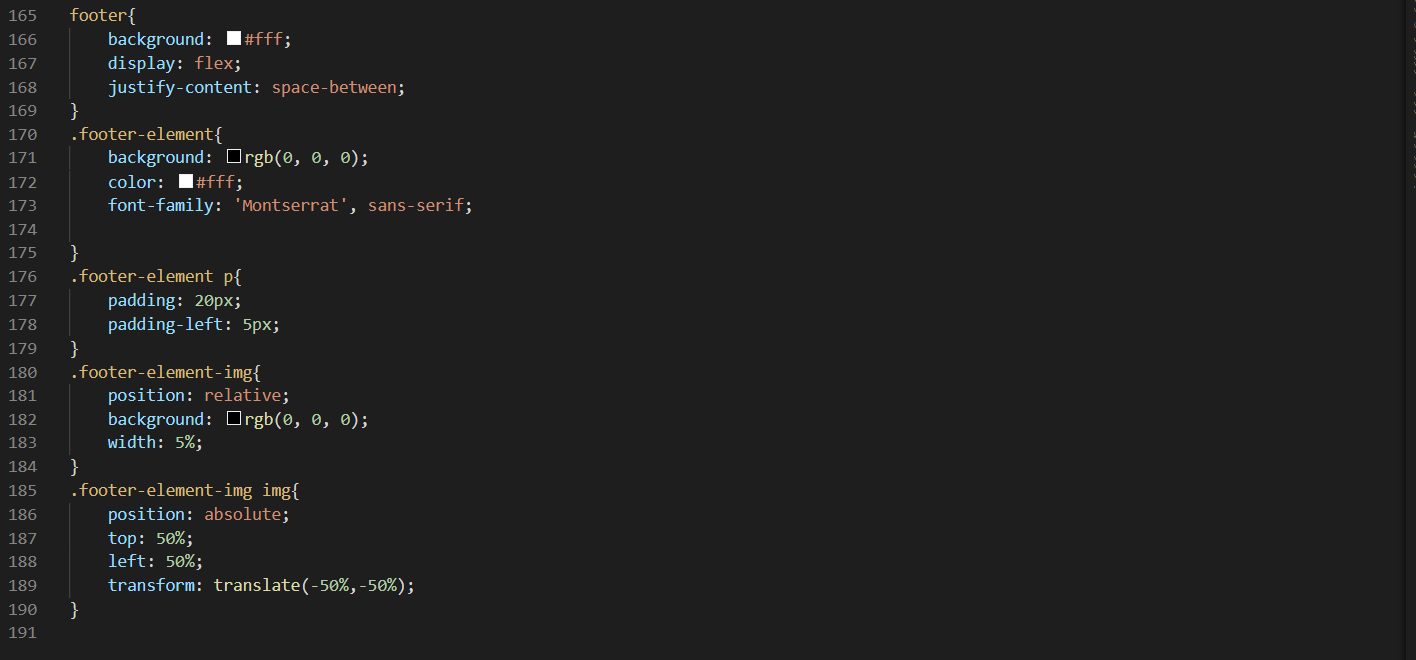 165 footer{
166     background: #fff;
167     display: flex;
168     justify-content: space-between;
169 }
170 .footer-element{
171     background: rgb(0, 0, 0);
172     color: #fff;
173     font-family: 'Montserrat', sans-serif;
174
175 }
176 .footer-element p{
177     padding: 20px;
178     padding-left: 5px;
179 }
180 .footer-element-img{
181     position: relative;
182     background: rgb(0, 0, 0);
183     width: 5%;
184 }
185 .footer-element-img img{
186     position: absolute;
187     top: 50%;
188     left: 50%;
189     transform: translate(-50%,-50%);
190 }
191